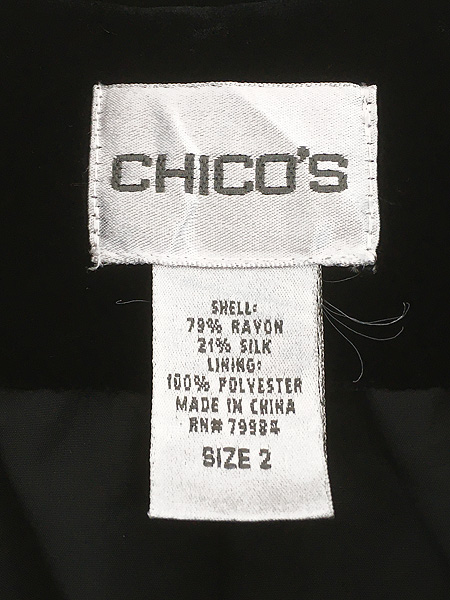 CHICO'S
SHELL:
79% RAYON
21% SILK
LINING:
100% POLYESTER
MADE IN CHINA
RN# 79984
SIZE 2